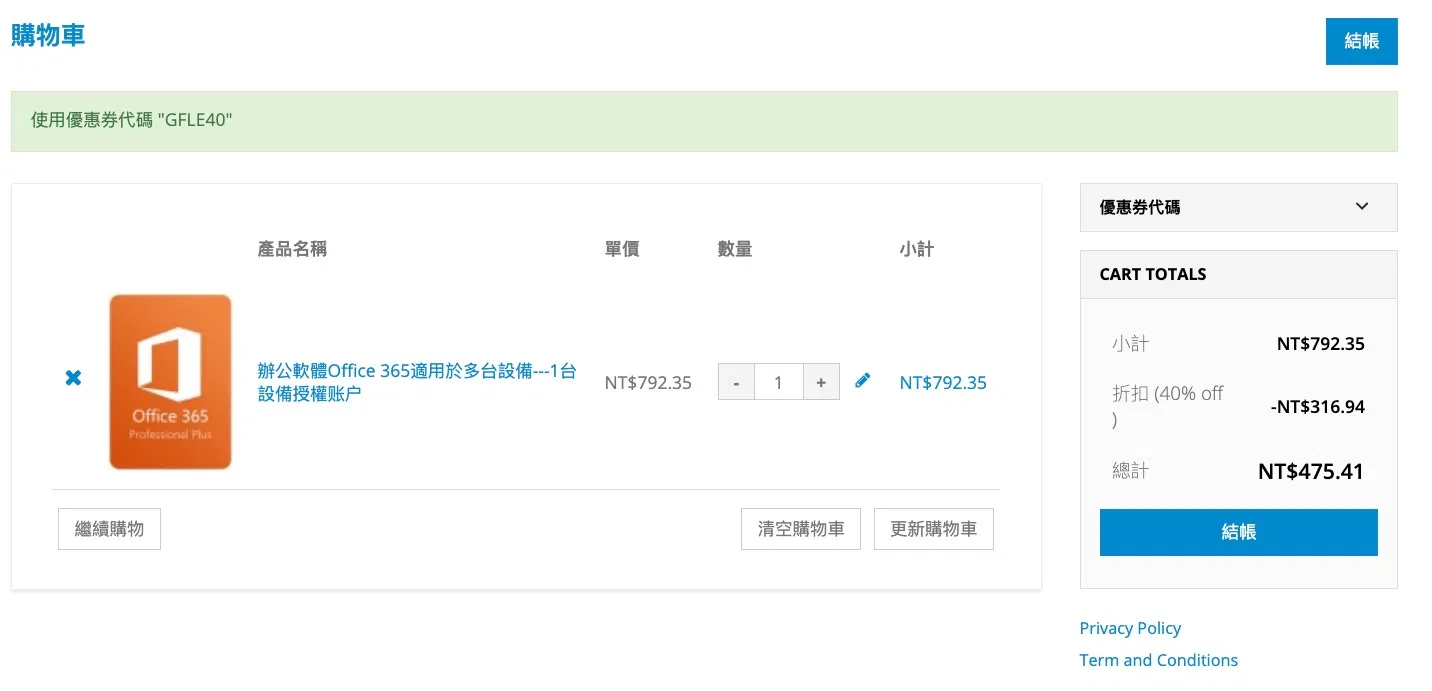 購物車
結帳
使用優惠券代碼 "GFLE40"
產品名稱
單價
數量
小計
Office 365
Professional Plus
辦公軟體Office 365適用於多台設備---1台
設備授權账户
NT$792.35
-
1
+
NT$792.35
繼續購物
清空購物車
更新購物車
優惠券代碼
CART TOTALS
小計
NT$792.35
折扣 (40% off
)
-NT$316.94
總計
NT$475.41
結帳
Privacy Policy
Term and Conditions